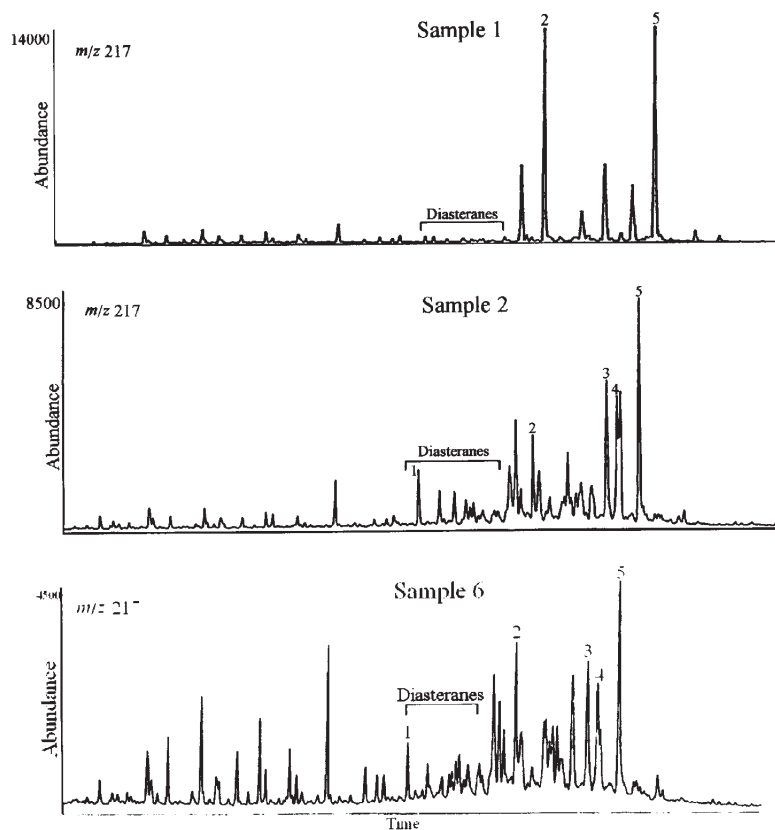 Sample 1
14000
m/z 217
2
5
Abundance
Diasteranes
Sample 2
8500
m/z 217
5
3
4
2
1
Abundance
Diasteranes
Sample 6
m/z 21
5
2
3
4
1
Abundance
Diasteranes
Time